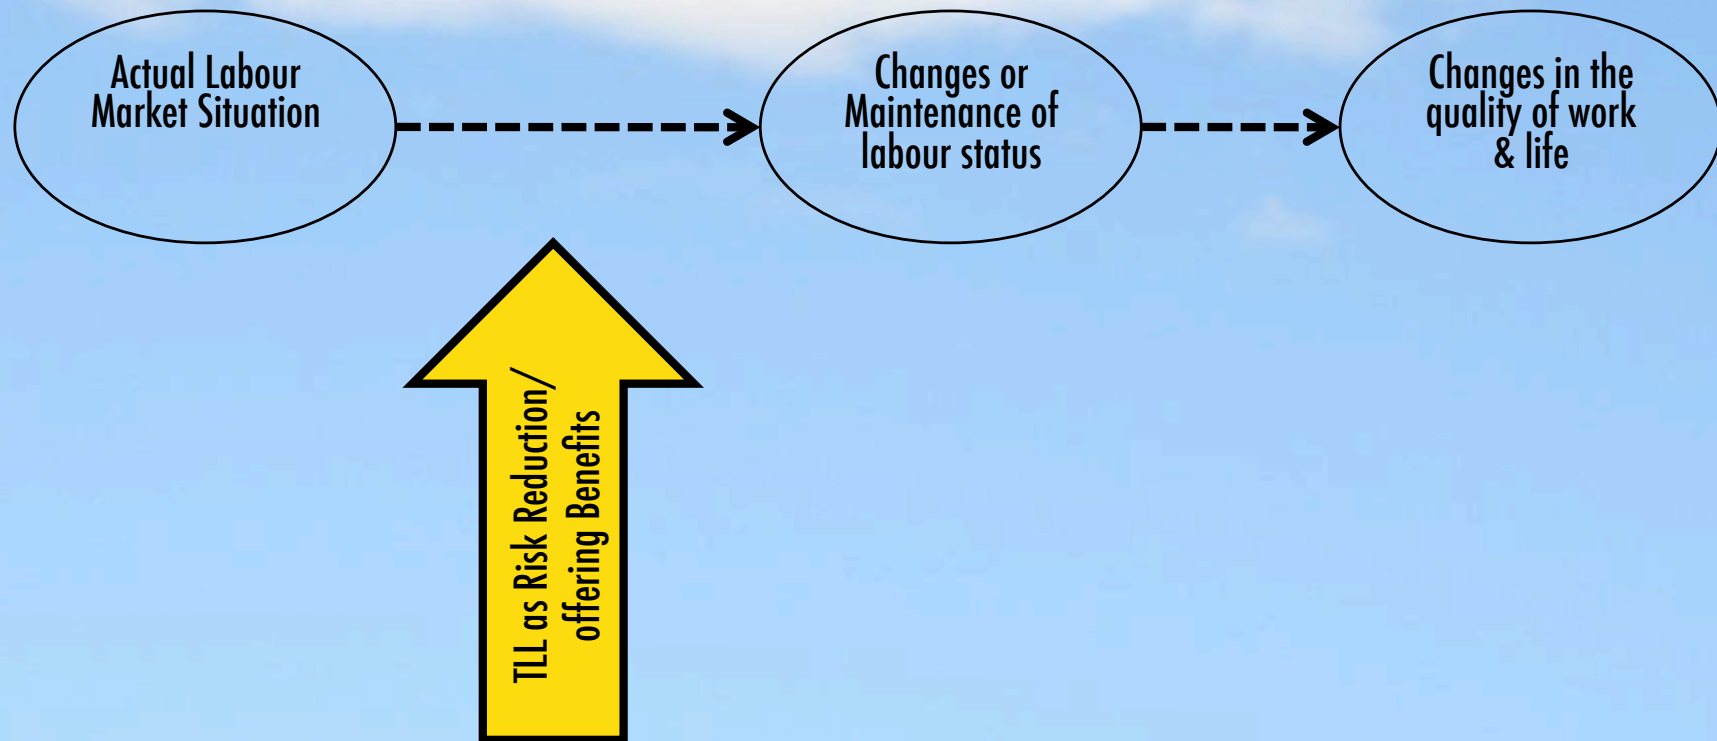 Actual Labour
Market Situation
Changes or
Maintenance of
labour status
Changes in the
quality of work
& life
TLL as Risk Reduction/
offering Benefits